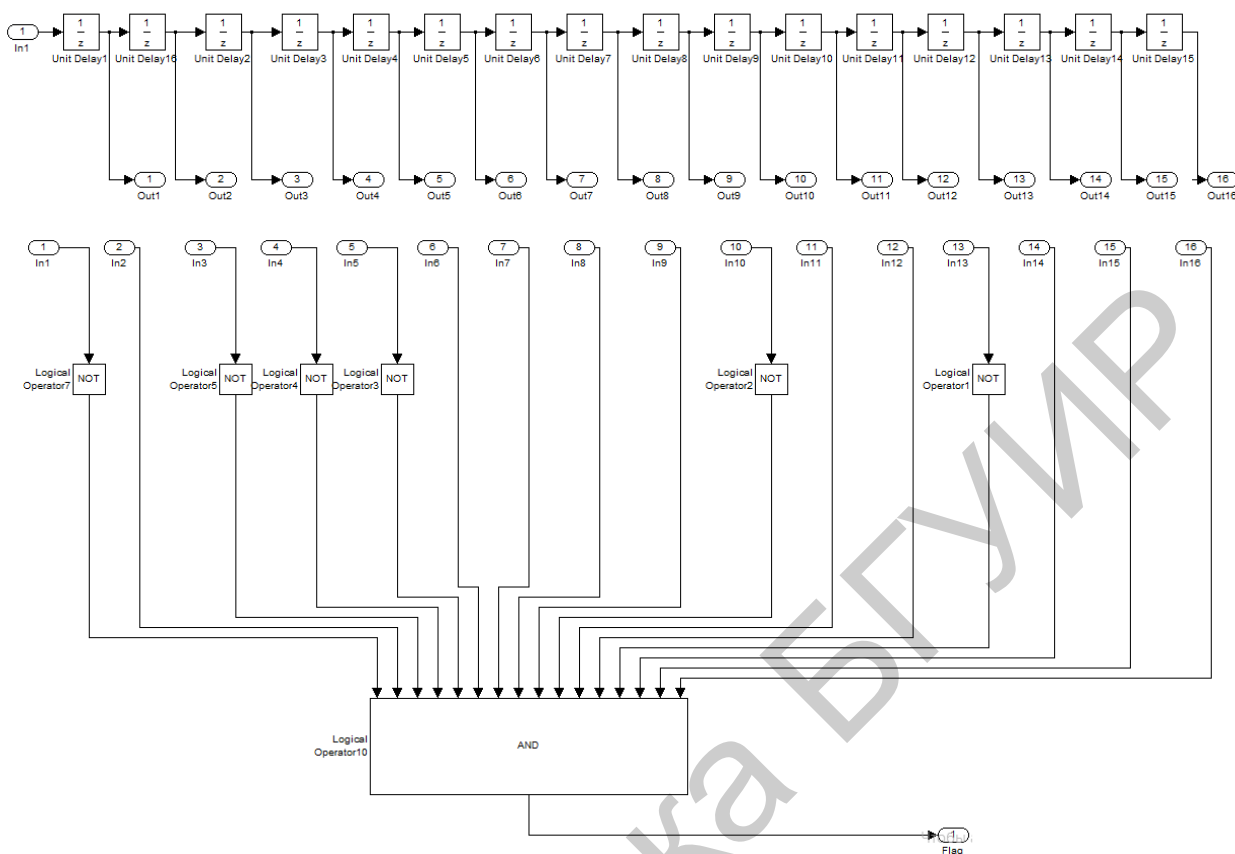 1 1 1 1 1 1 1 1 1 1 1 1 1 1 1 1 1
z z z z z z z z z z z z z z z z
In1 Unit Delay1 Unit Delay16 Unit Delay2 Unit Delay3 Unit Delay4 Unit Delay5 Unit Delay6 Unit Delay7 Unit Delay8 Unit Delay9 Unit Delay10 Unit Delay11 Unit Delay12 Unit Delay13 Unit Delay14 Unit Delay15
1 2 3 4 5 6 7 8 9 10 11 12 13 14 15 16
Out1 Out2 Out3 Out4 Out5 Out6 Out7 Out8 Out9 Out10 Out11 Out12 Out13 Out14 Out15 Out16
1 2 3 4 5 6 7 8 9 10 11 12 13 14 15 16
In1 In2 In3 In4 In5 In6 In7 In8 In9 In10 In11 In12 In13 In14 In15 In16
Logical Operator7 NOT
Logical Operator5 NOT
Logical Operator4 NOT
Logical Operator3 NOT
Logical Operator2 NOT
Logical Operator1 NOT
Logical Operator10
AND
1
Flag
ка БГУИР